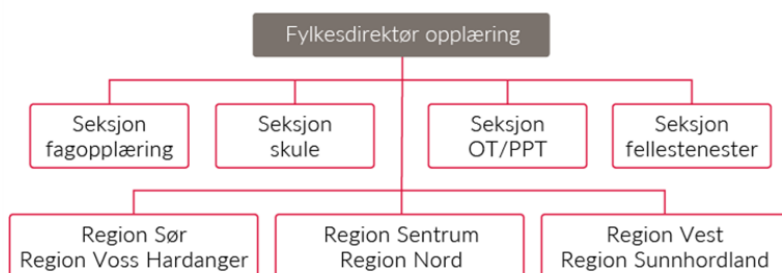 Fylkesdirektør opplæring
Seksjon
fagopplæring
Seksjon
skule
Seksjon
OT/PPT
Seksjon
fellestenester
Region Sør
Region Voss Hardanger
Region Sentrum
Region Nord
Region Vest
Region Sunnhordland